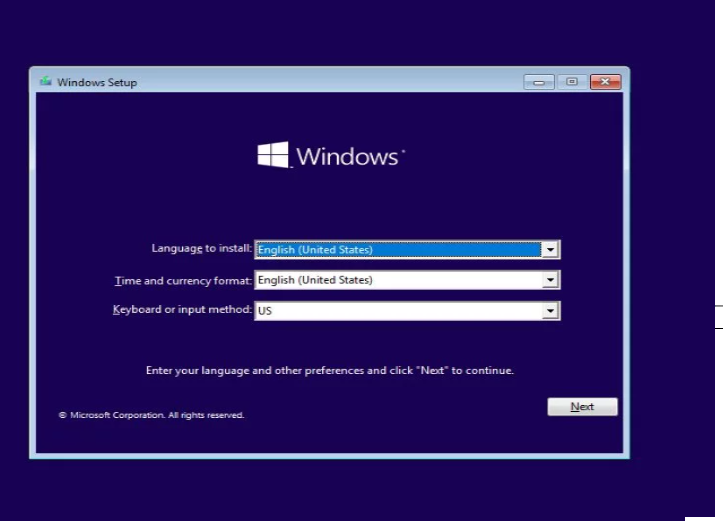 Windows Setup
Windows
Language to install: English (United States)
Time and currency format: English (United States)
Keyboard or input method: US
Enter your language and other preferences and click "Next" to continue.
© Microsoft Corporation. All rights reserved.
Next